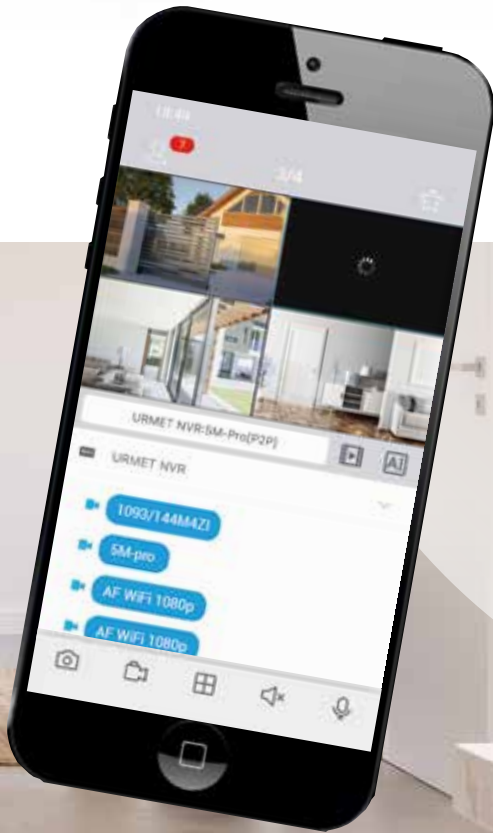 18:49
7
3/4
URMET NVR:5M-Pro(P2P)
AI
URMET NVR
1093/144M4ZI
5M-pro
AF WiFi 1080p
AF WiFi 1080p